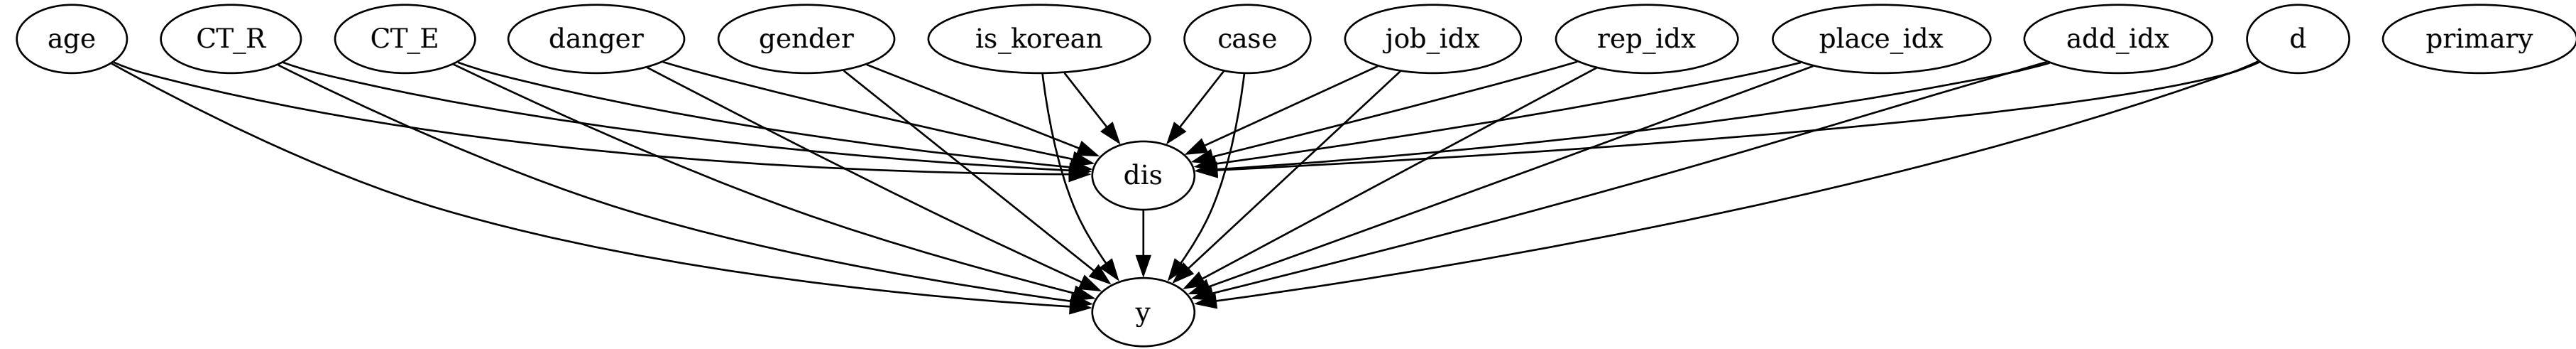 age CT_R CT_E danger gender is_korean case job_idx rep_idx place_idx add_idx d primary
dis
y